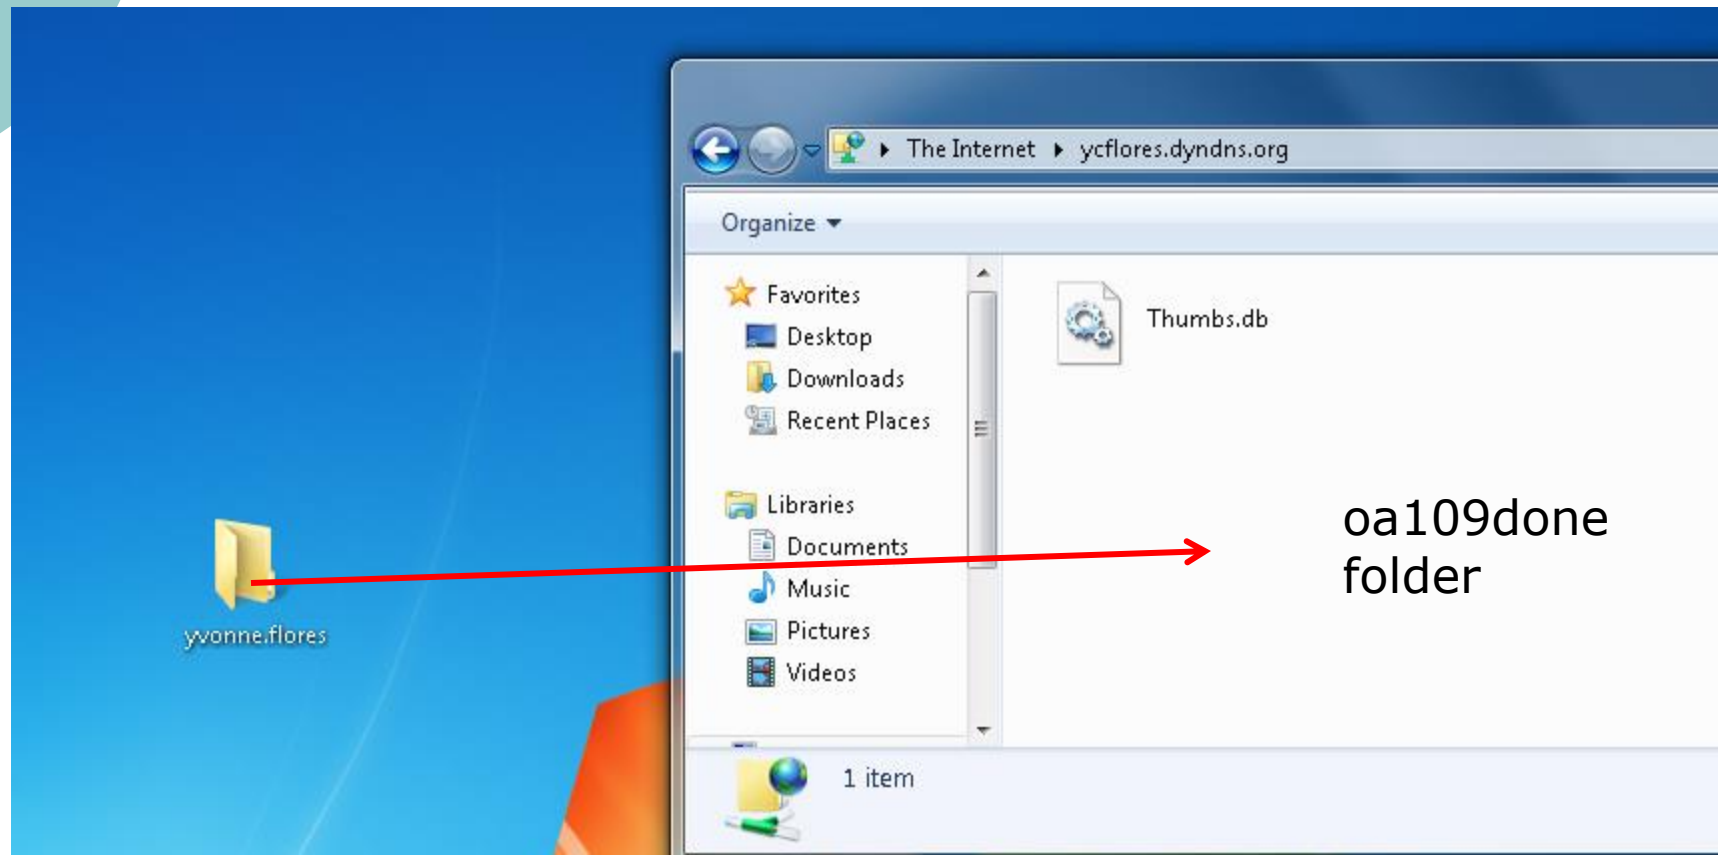 The Internet ycflores.dyndns.org
Organize
Favorites
Desktop
Downloads
Recent Places
Libraries
Documents
Music
Pictures
Videos
Thumbs.db
oa109done
folder
yvonne.flores
1 item